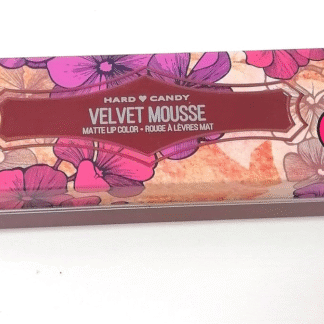 HARD ♥ CANDY
VELVET MOUSSE
MATTE LIP COLOR • ROUGE À LÈVRES MAT